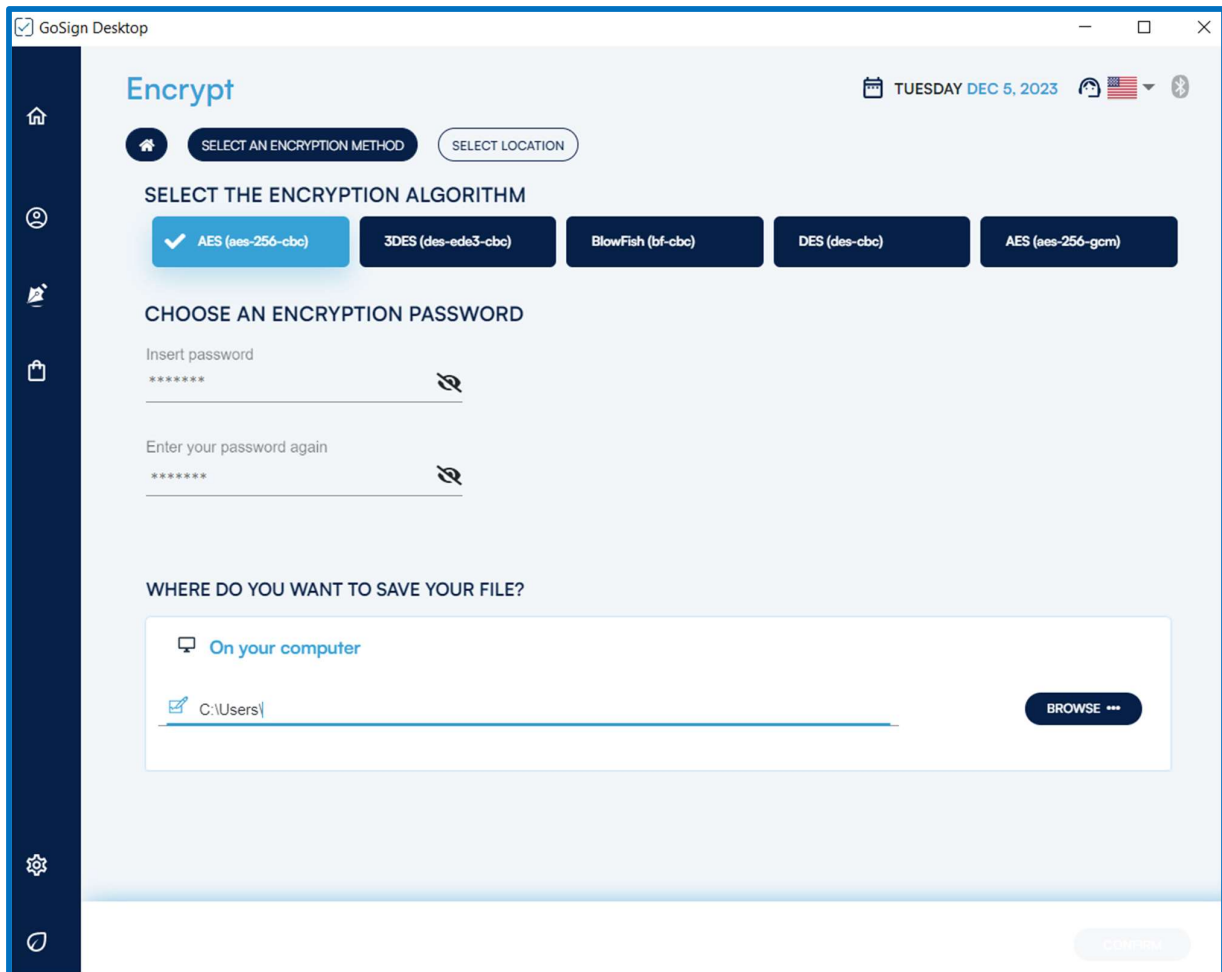 GoSign Desktop
Encrypt
TUESDAY DEC 5, 2023
SELECT AN ENCRYPTION METHOD
SELECT LOCATION
SELECT THE ENCRYPTION ALGORITHM
AES (aes-256-cbc)
3DES (des-ede3-cbc)
BlowFish (bf-cbc)
DES (des-cbc)
AES (aes-256-gcm)
CHOOSE AN ENCRYPTION PASSWORD
Insert password
*******
Enter your password again
*******
WHERE DO YOU WANT TO SAVE YOUR FILE?
On your computer
C:\Users\
BROWSE •••
CONFIRM